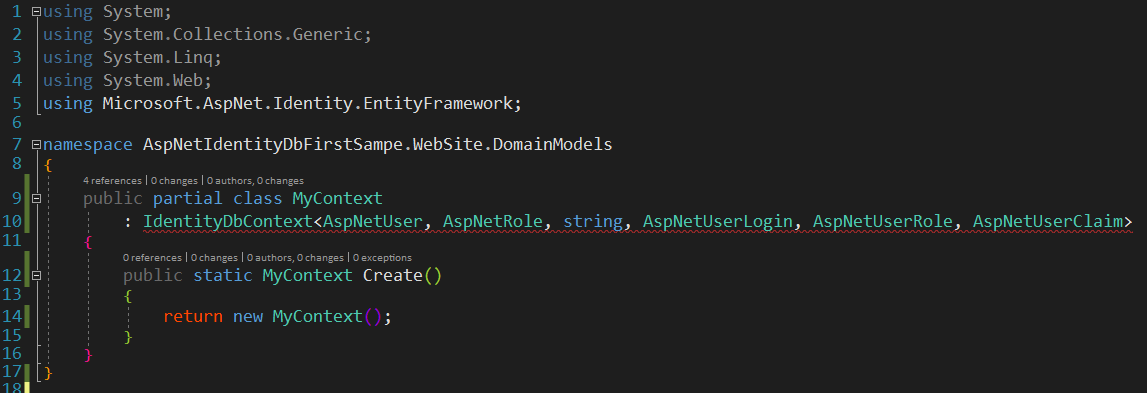 1 using System;
2 using System.Collections.Generic;
3 using System.Linq;
4 using System.Web;
5 using Microsoft.AspNet.Identity.EntityFramework;
6
7 namespace AspNetIdentityDbFirstSampe.WebSite.DomainModels
8 {
4 references | 0 changes | 0 authors, 0 changes
9 public partial class MyContext
10 : IdentityDbContext<AspNetUser, AspNetRole, string, AspNetUserLogin, AspNetUserRole, AspNetUserClaim>
11 {
0 references | 0 changes | 0 authors, 0 changes | 0 exceptions
12 public static MyContext Create()
13 {
14 return new MyContext();
15 }
16 }
17 }
18